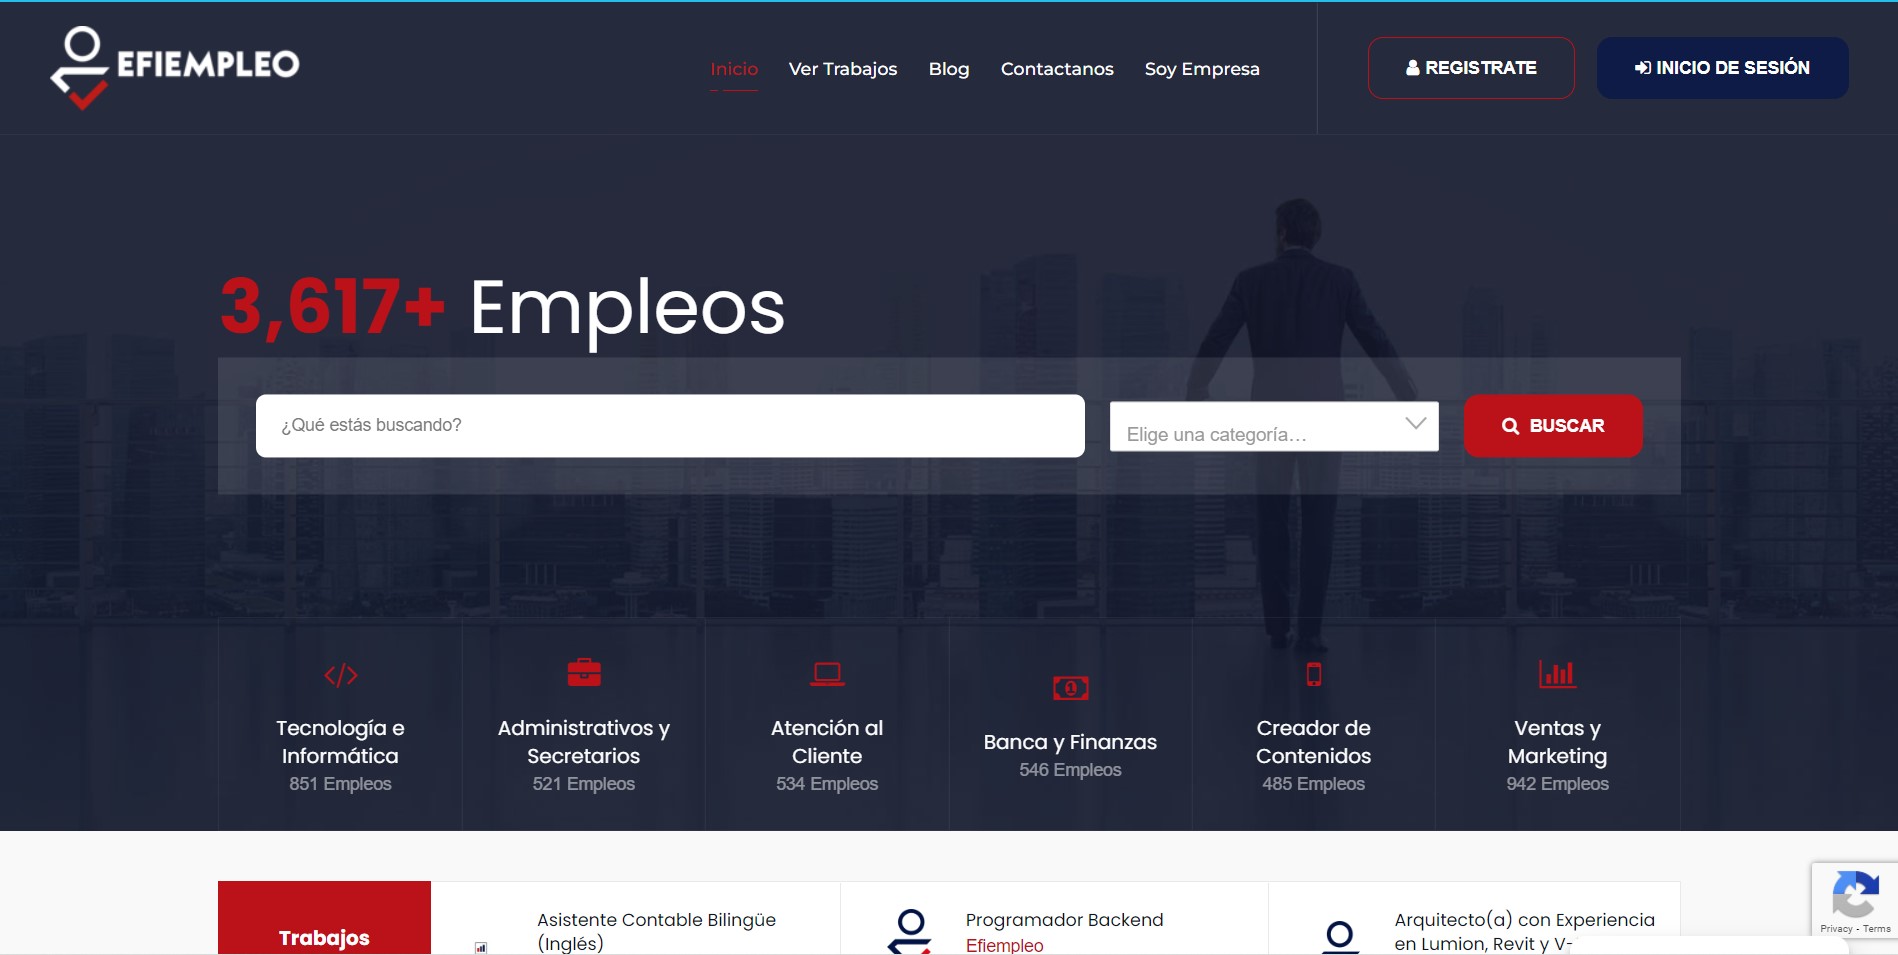 EFIEMPLEO
Inicio
Ver Trabajos
Blog
Contactanos
Soy Empresa
REGISTRATE
INICIO DE SESIÓN
3,617+ Empleos
¿Qué estás buscando?
Elige una categoría...
BUSCAR
Tecnología e
Informática
851 Empleos
Administrativos y
Secretarios
521 Empleos
Atención al
Cliente
534 Empleos
Banca y Finanzas
546 Empleos
Creador de
Contenidos
485 Empleos
Ventas y
Marketing
942 Empleos
Trabajos
Asistente Contable Bilingüe
(Inglés)
Programador Backend
Efiempleo
Arquitecto(a) con Experiencia
en Lumion, Revit y V-
Privacy - Terms